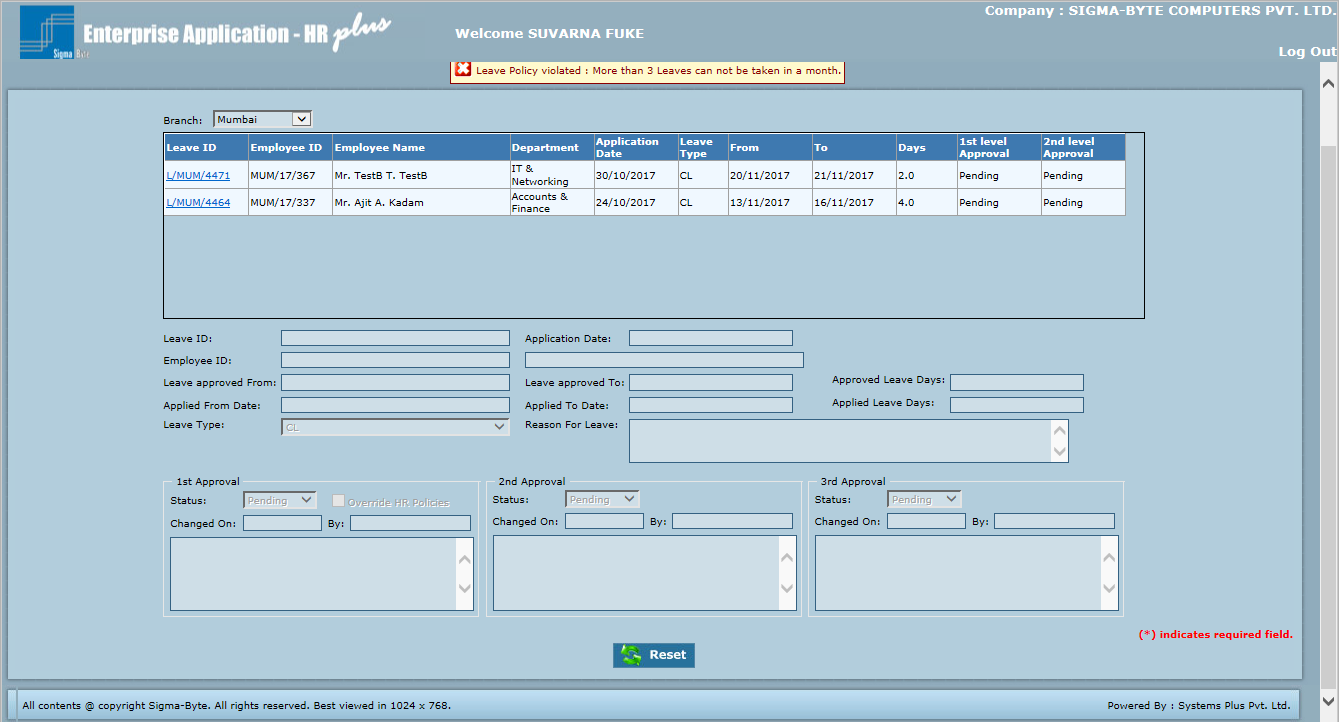 Company : SIGMA-BYTE COMPUTERS PVT. LTD.
Enterprise Application - HR plus
Sigma Byte
Welcome SUVARNA FUKE
Log Out
Leave Policy violated : More than 3 Leaves can not be taken in a month.
Branch: Mumbai
Leave ID Employee ID Employee Name Department Application Date Leave Type From To Days 1st level Approval 2nd level Approval
L/MUM/4471 MUM/17/367 Mr. TestB T. TestB IT & Networking 30/10/2017 CL 20/11/2017 21/11/2017 2.0 Pending Pending
L/MUM/4464 MUM/17/337 Mr. Ajit A. Kadam Accounts & Finance 24/10/2017 CL 13/11/2017 16/11/2017 4.0 Pending Pending
Leave ID: Application Date:
Employee ID:
Leave approved From: Leave approved To: Approved Leave Days:
Applied From Date: Applied To Date: Applied Leave Days:
Leave Type: CL Reason For Leave:
1st Approval 2nd Approval 3rd Approval
Status: Pending Override HR Policies Status: Pending Status: Pending
Changed On: By: Changed On: By: Changed On: By:
(*) indicates required field.
Reset
All contents @ copyright Sigma-Byte. All rights reserved. Best viewed in 1024 x 768. Powered By : Systems Plus Pvt. Ltd.